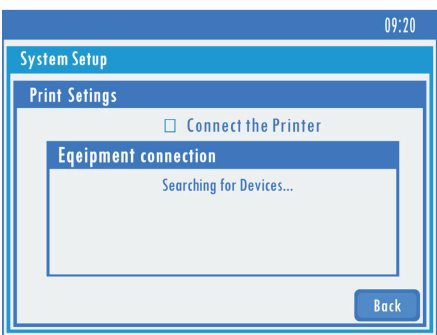 09:20
System Setup
Print Setings
Connect the Printer
Eqeipment connection
Searching for Devices...
Back